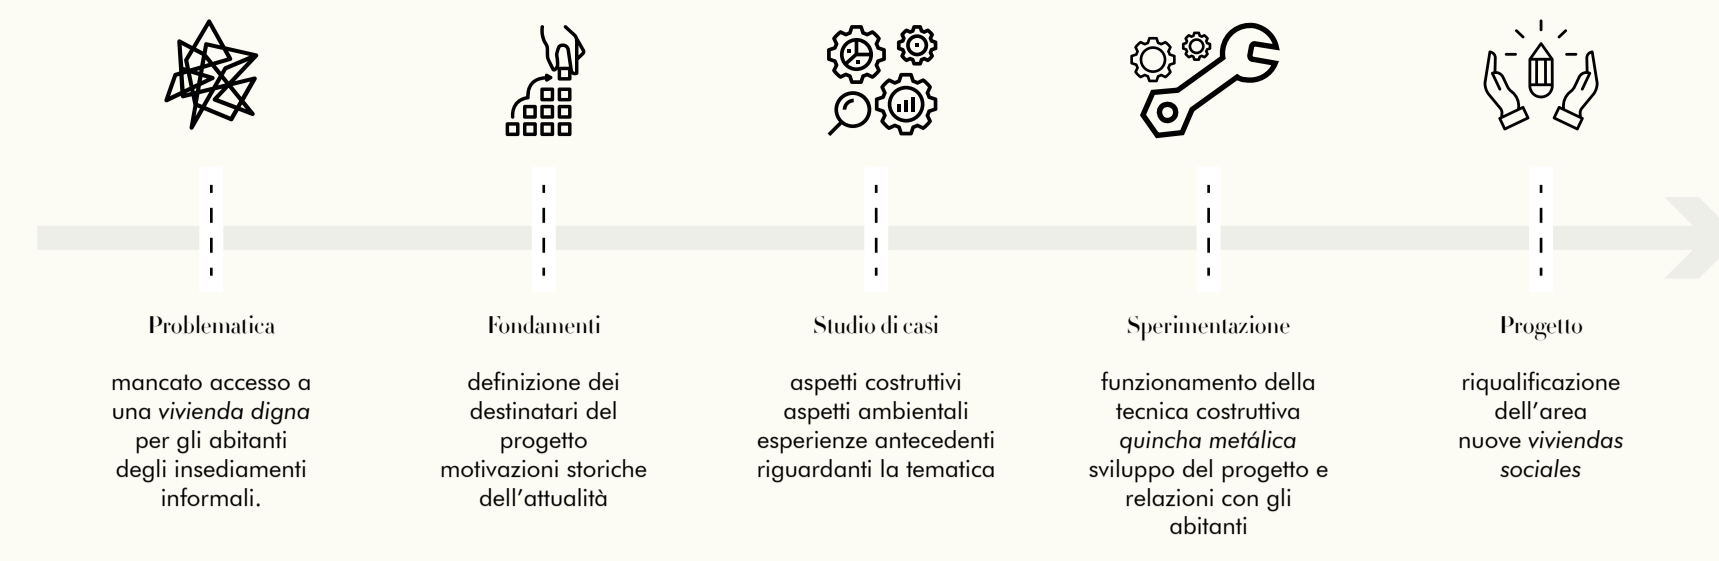 Problematica
mancato accesso a
una vivienda digna
per gli abitanti
degli insediamenti
informali.
Fondamenti
definizione dei
destinatari del
progetto
motivazioni storiche
dell’attualità
Studio di casi
aspetti costruttivi
aspetti ambientali
esperienze antecedenti
riguardanti la tematica
Sperimentazione
funzionamento della
tecnica costruttiva
quincha metálica
sviluppo del progetto e
relazioni con gli
abitanti
Progetto
riqualificazione
dell’area
nuove viviendas
sociales